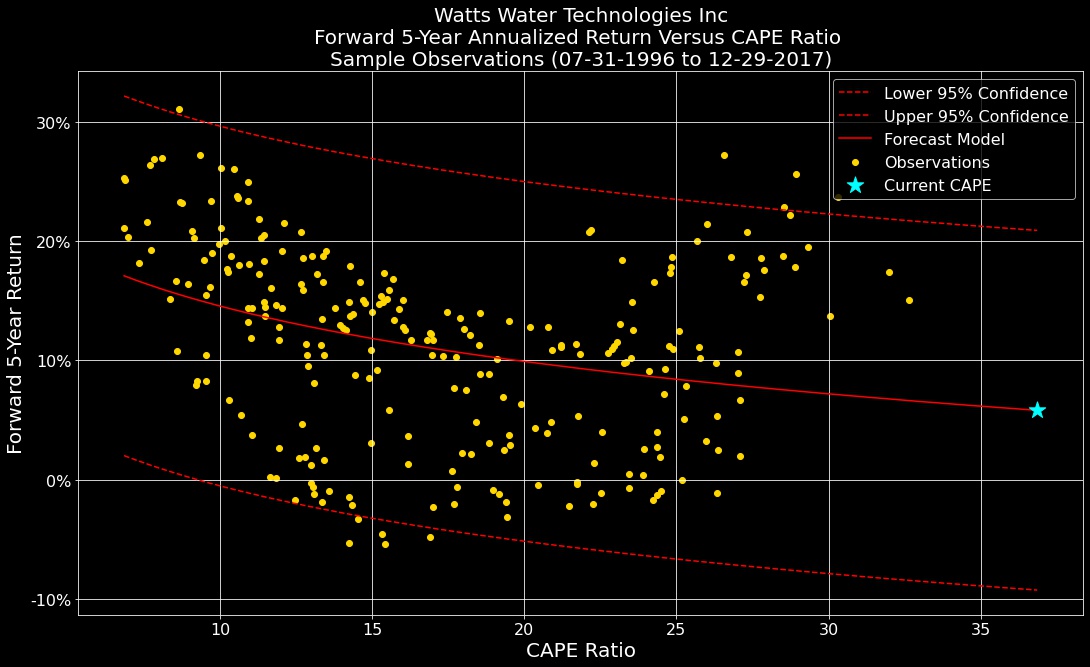 Watts Water Technologies Inc
Forward 5-Year Annualized Return Versus CAPE Ratio
Sample Observations (07-31-1996 to 12-29-2017)
Lower 95% Confidence
Upper 95% Confidence
Forecast Model
Observations
Current CAPE
Forward 5-Year Return
30%
20%
10%
0%
-10%
10 15 20 25 30 35
CAPE Ratio